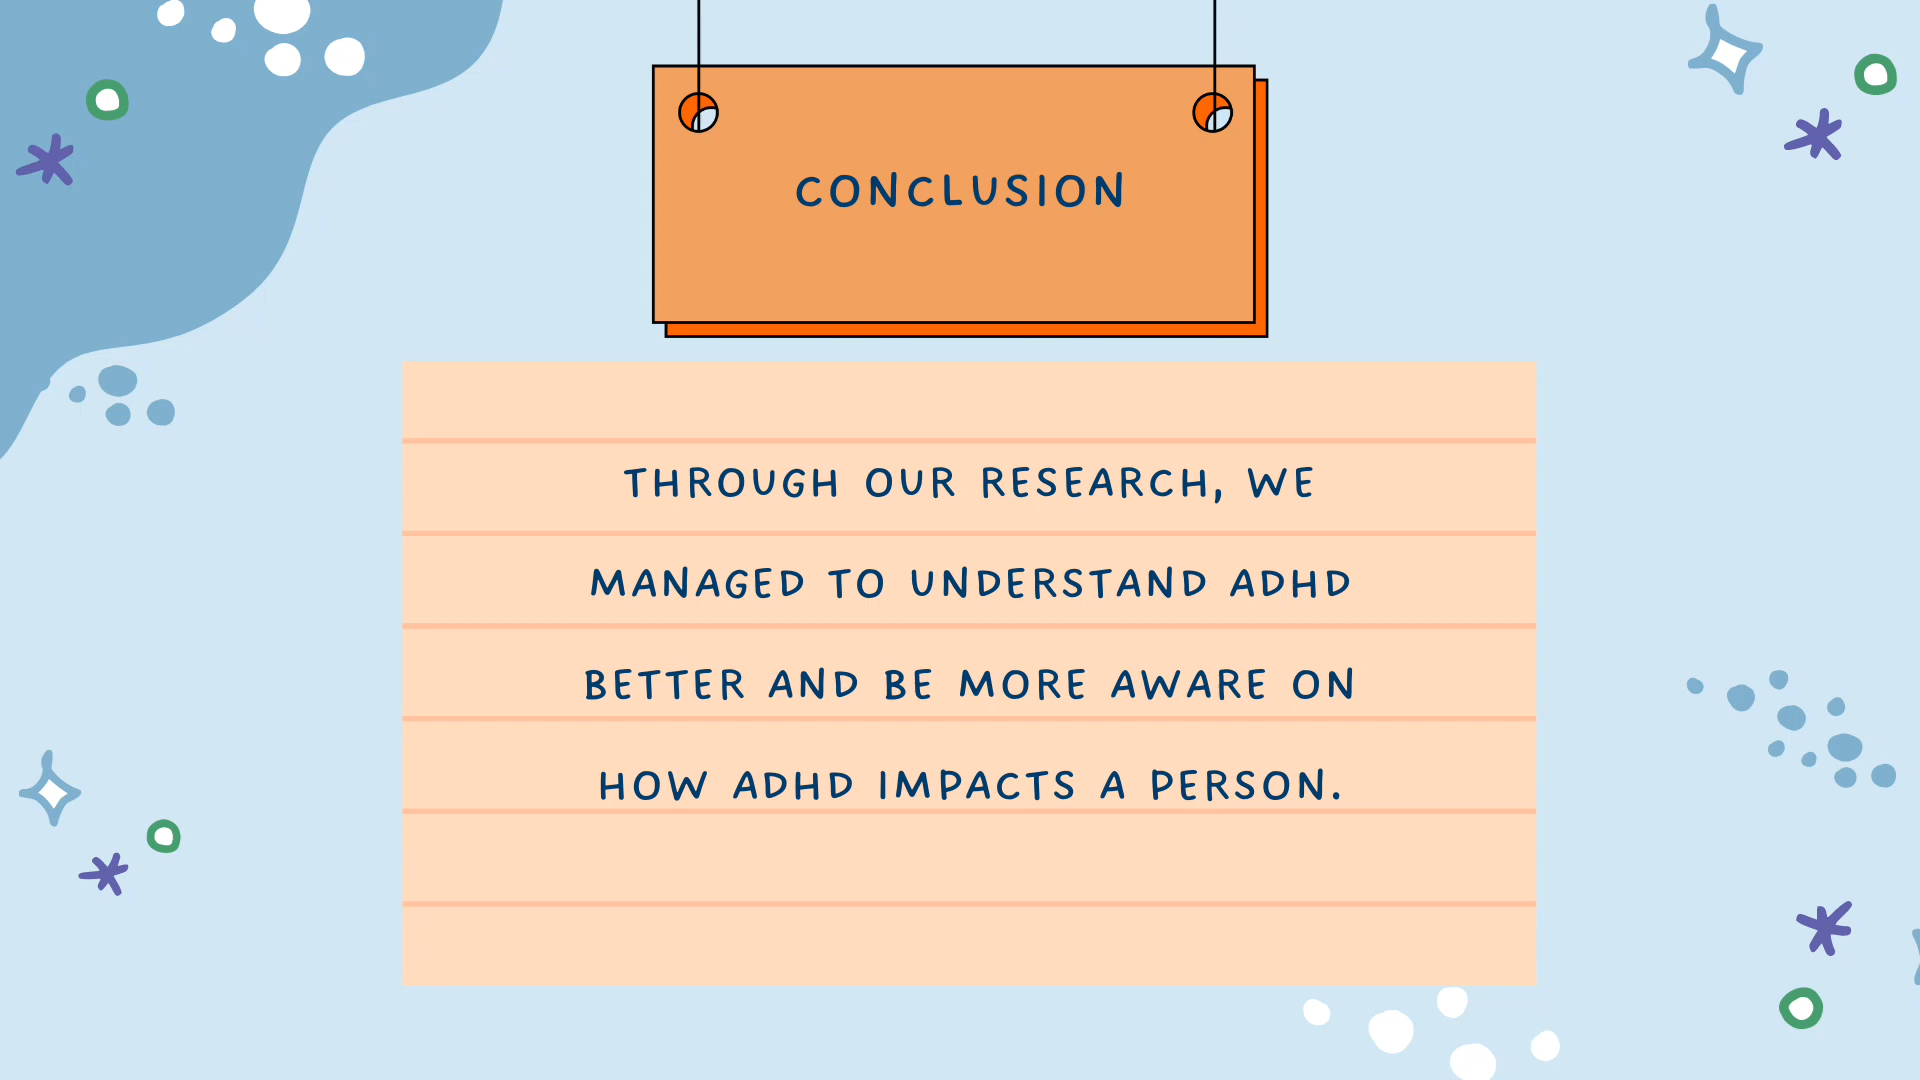 CONCLUSION
THROUGH OUR RESEARCH, WE
MANAGED TO UNDERSTAND ADHD
BETTER AND BE MORE AWARE ON
HOW ADHD IMPACTS A PERSON.